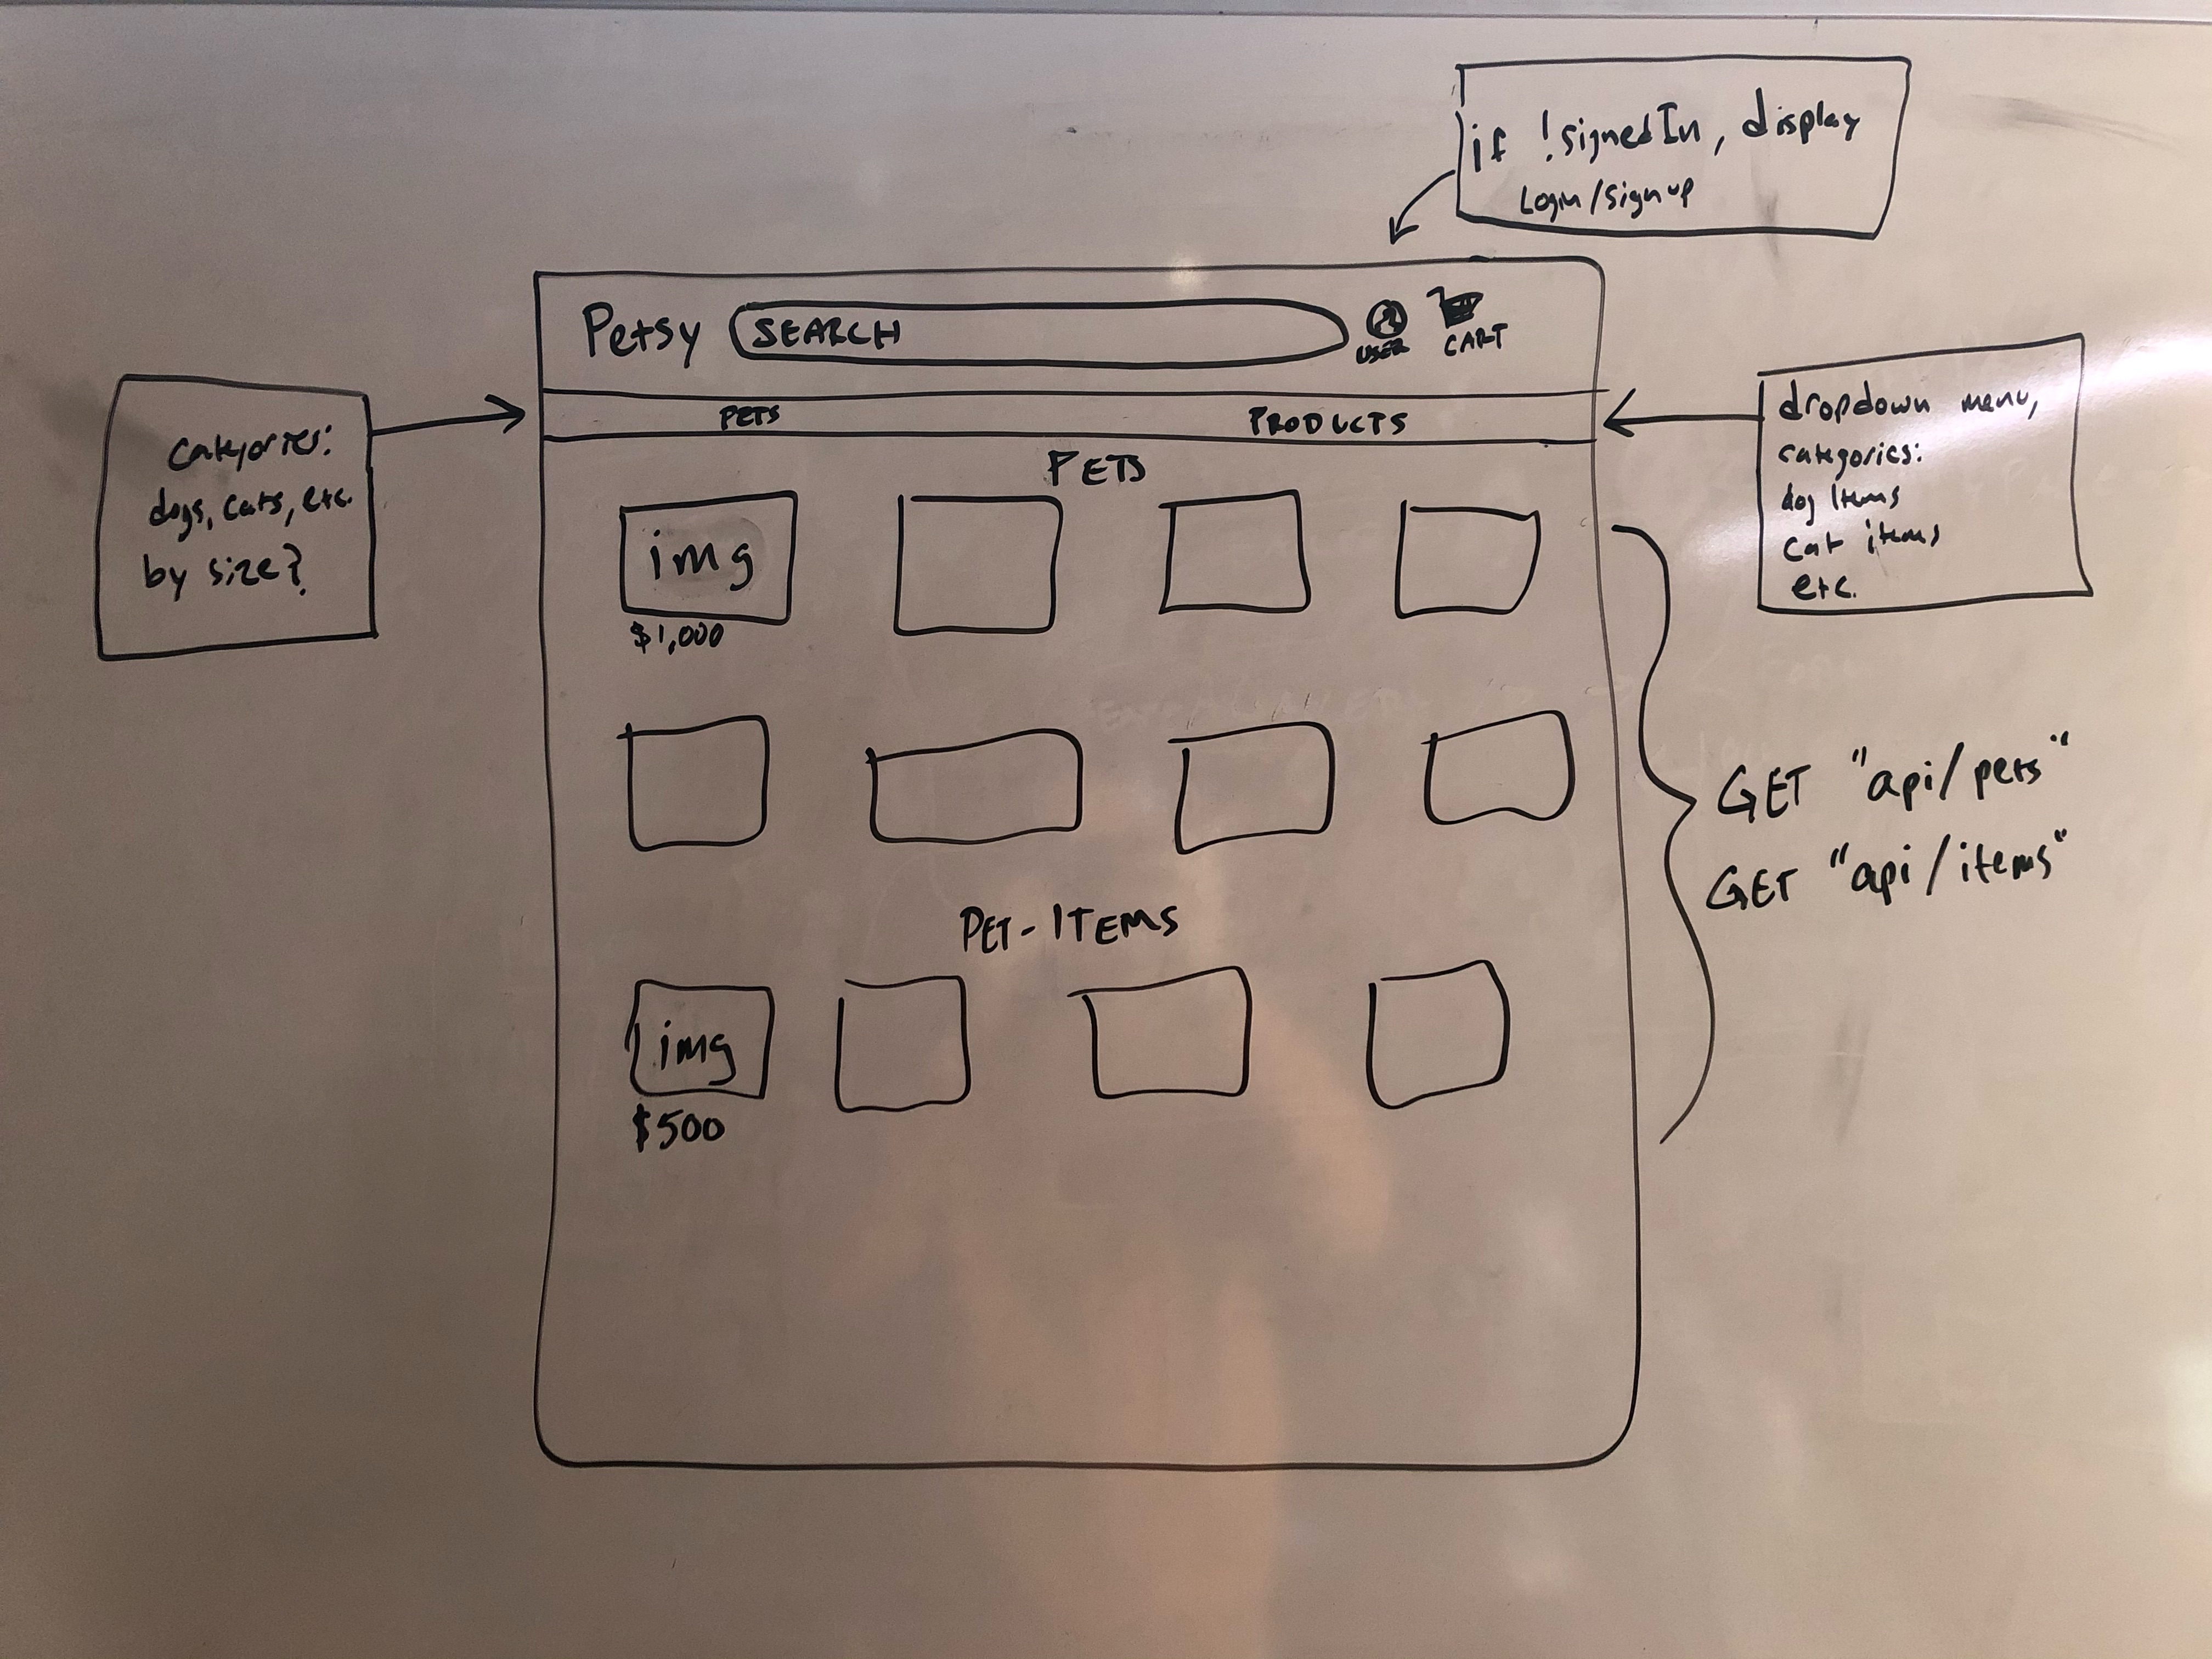 if !signedIn, display
Login/signup
Petsy
SEARCH
USER
CART
PETS
PRODUCTS
categories:
dogs, cats, etc.
by size?
dropdown menu,
categories:
dog items
cat items
etc.
PETS
img
$1,000
GET "api/pets"
GET "api/items"
PET-ITEMS
img
$500